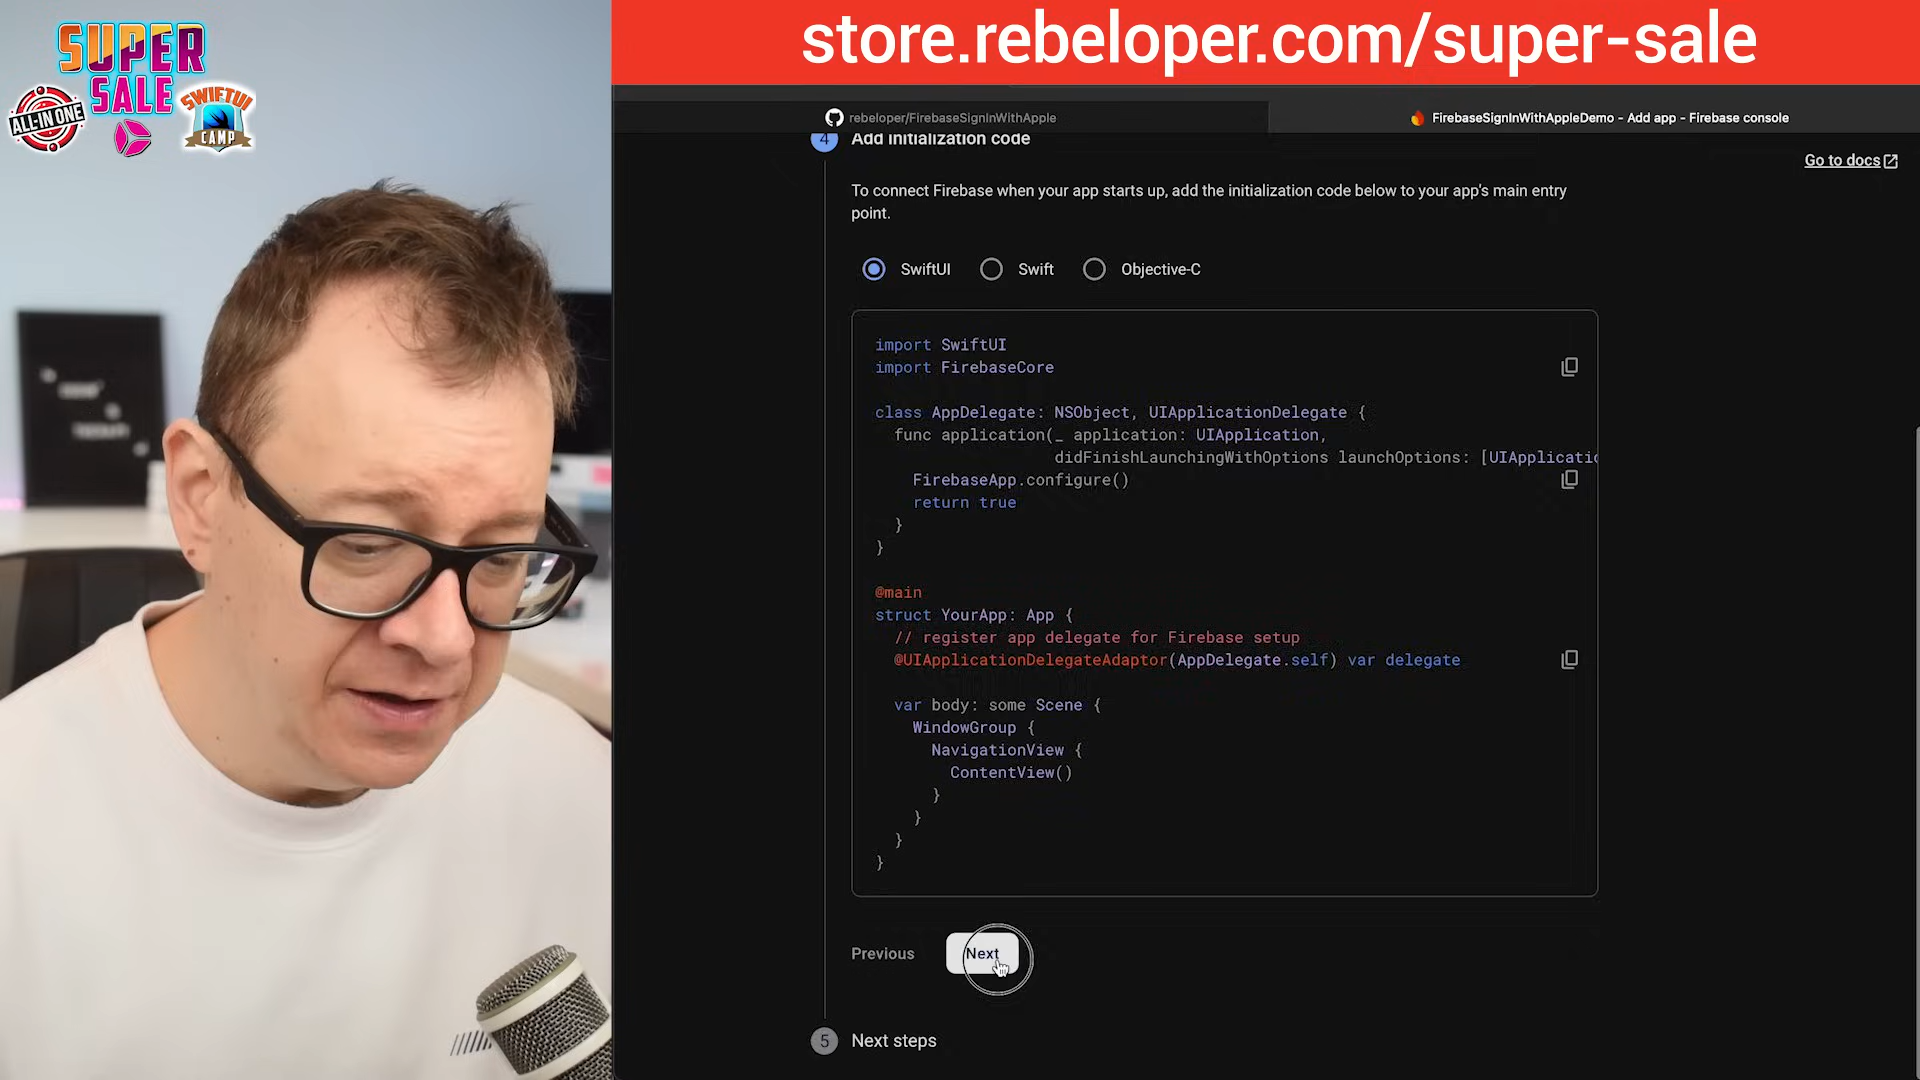 SUPER
SALE
ALL-IN-ONE
SWIFTUI
CAMP
store.rebeloper.com/super-sale
rebeloper/FirebaseSignInWithApple
FirebaseSignInWithAppleDemo - Add app - Firebase console
4 Add initialization code
Go to docs
To connect Firebase when your app starts up, add the initialization code below to your app's main entry
point.
SwiftUI Swift Objective-C
import SwiftUI
import FirebaseCore
class AppDelegate: NSObject, UIApplicationDelegate {
func application(_ application: UIApplication,
didFinishLaunchingWithOptions launchOptions: [UIApplicatio
FirebaseApp.configure()
return true
}
}
@main
struct YourApp: App {
// register app delegate for Firebase setup
@UIApplicationDelegateAdaptor(AppDelegate.self) var delegate
var body: some Scene {
WindowGroup {
NavigationView {
ContentView()
}
}
}
}
Previous Next
5 Next steps